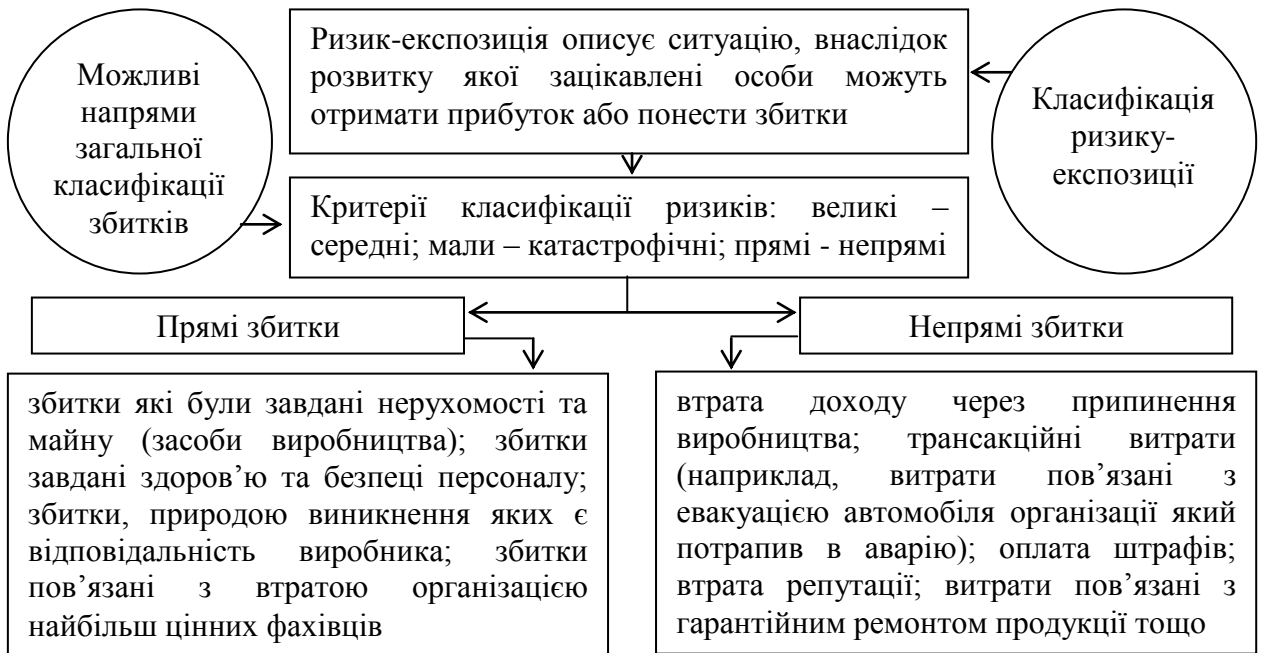 Можливі
напрями
загальної
класифікації
збитків
Ризик-експозиція описує ситуацію, внаслідок
розвитку якої зацікавлені особи можуть
отримати прибуток або понести збитки
Класифікація
ризику-
експозиції
Критерії класифікації ризиків: великі –
середні; мали – катастрофічні; прямі - непрямі
Прямі збитки
Непрямі збитки
збитки які були завдані нерухомості та
майну (засоби виробництва); збитки
завдані здоров’ю та безпеці персоналу;
збитки, природою виникнення яких є
відповідальність виробника; збитки
пов’язані з втратою організацією
найбільш цінних фахівців
втрата доходу через припинення
виробництва; трансакційні витрати
(наприклад, витрати пов’язані з
евакуацією автомобіля організації який
потрапив в аварію); оплата штрафів;
втрата репутації; витрати пов’язані з
гарантійним ремонтом продукції тощо